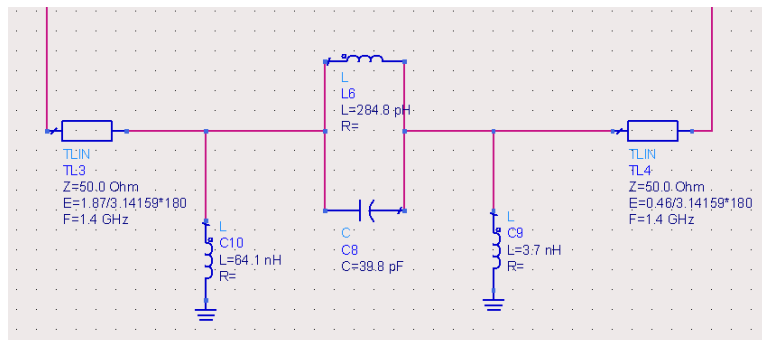 L
L6
L=284.8 pH
R=
TLIN
TL3
Z=50.0 Ohm
E=1.87/3.14159*180
F=1.4 GHz
TLIN
TL4
Z=50.0 Ohm
E=0.46/3.14159*180
F=1.4 GHz
L
C10
L=64.1 nH
R=
C
C8
C=39.8 pF
L
C9
L=3.7 nH
R=